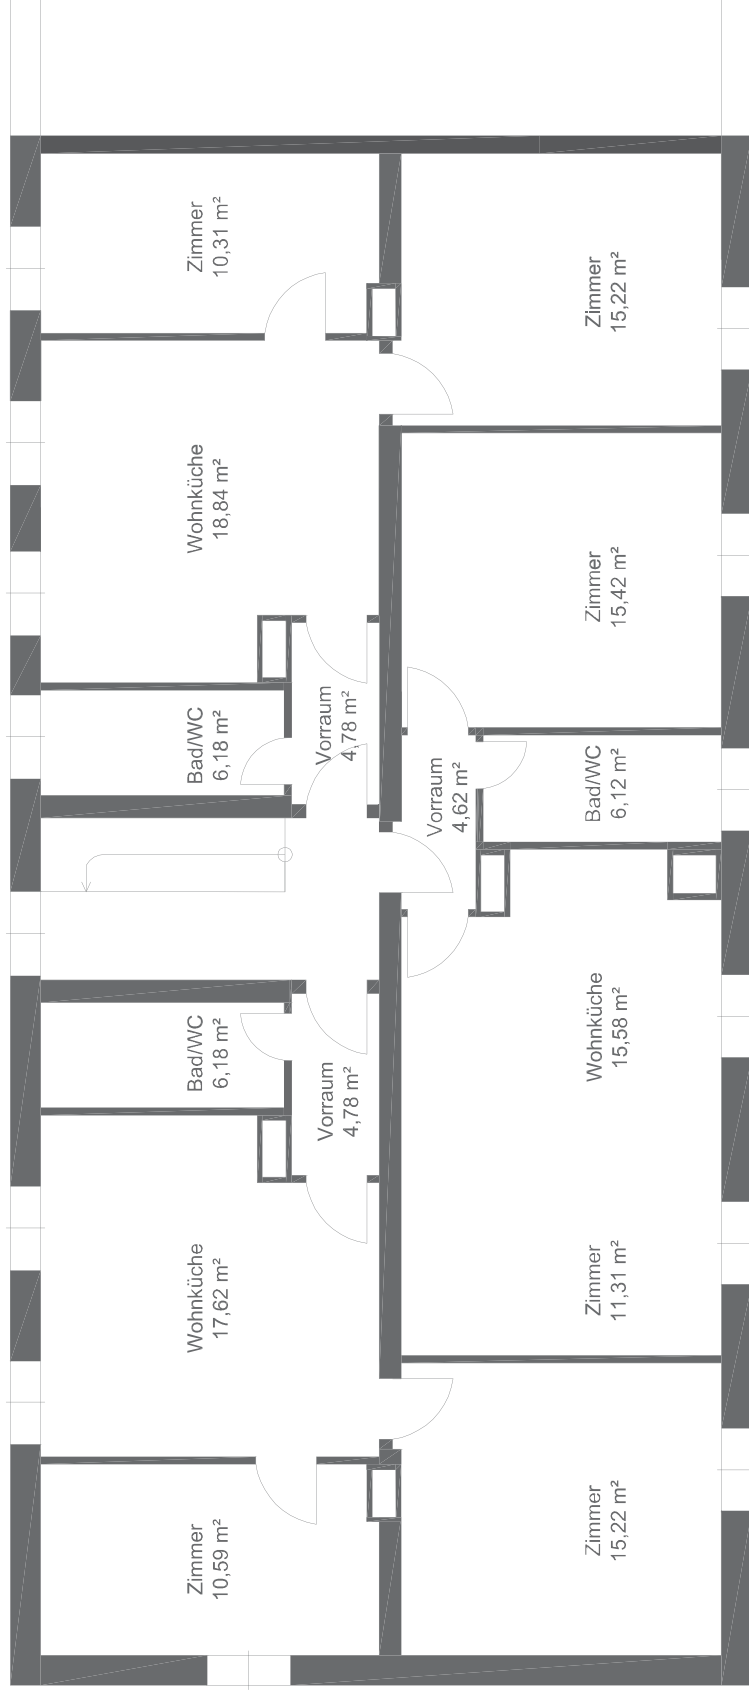 Zimmer
10,31 m²
Zimmer
15,22 m²
Wohnküche
18,84 m²
Zimmer
15,42 m²
Bad/WC
6,18 m²
Vorraum
4,78 m²
Vorraum
4,62 m²
Bad/WC
6,12 m²
Bad/WC
6,18 m²
Vorraum
4,78 m²
Wohnküche
15,58 m²
Wohnküche
17,62 m²
Zimmer
11,31 m²
Zimmer
10,59 m²
Zimmer
15,22 m²